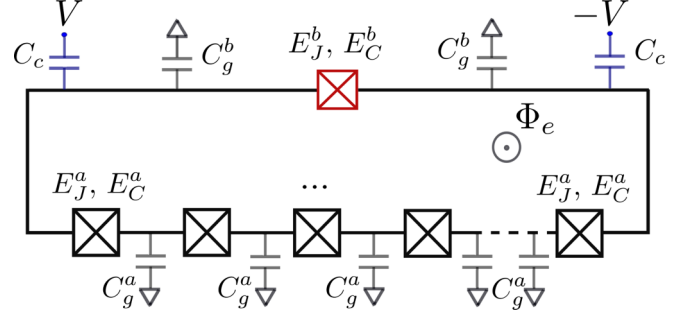 V
−V
C_c
C_g^b
E_J^b, E_C^b
C_g^b
C_c
Φ_e
E_J^a, E_C^a
...
E_J^a, E_C^a
C_g^a
C_g^a
C_g^a
C_g^a